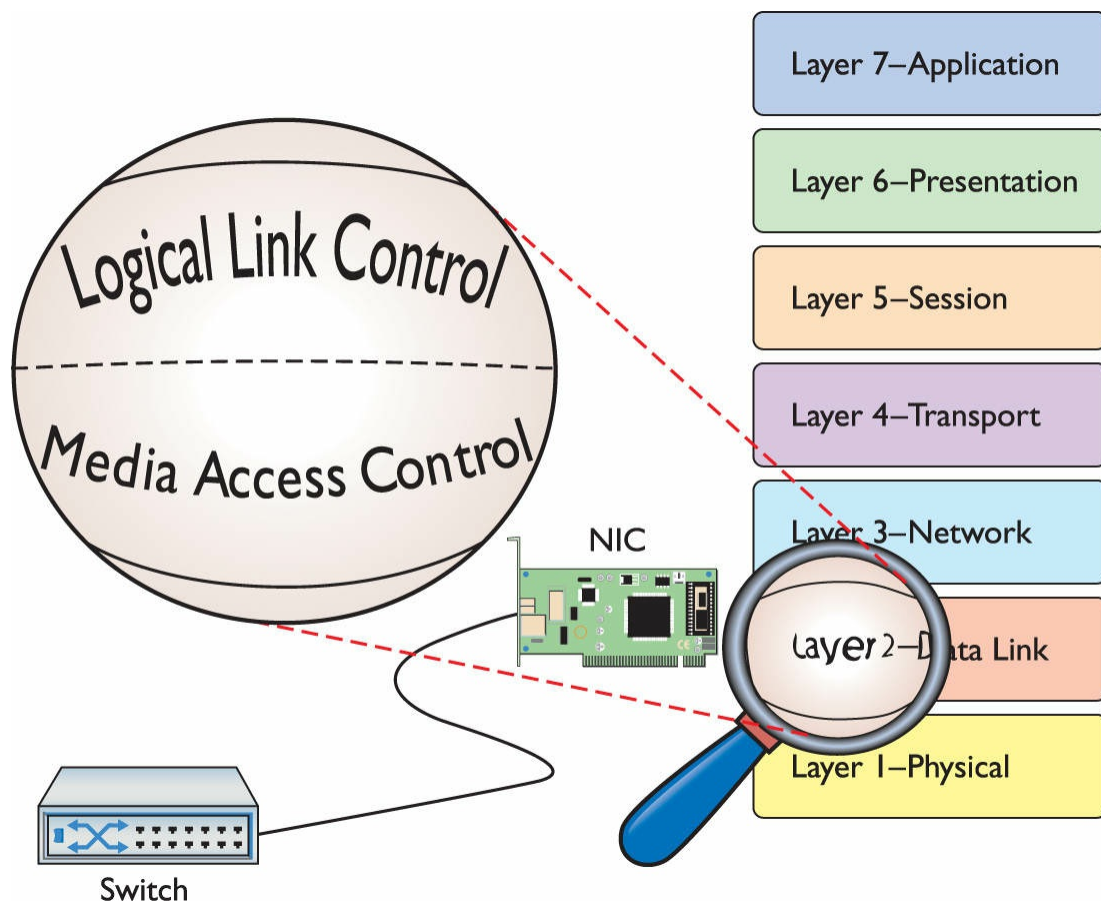 Layer 7–Application
Layer 6–Presentation
Layer 5–Session
Layer 4–Transport
Layer 3–Network
Layer 2–Data Link
Layer 1–Physical
Logical Link Control
Media Access Control
NIC
Switch